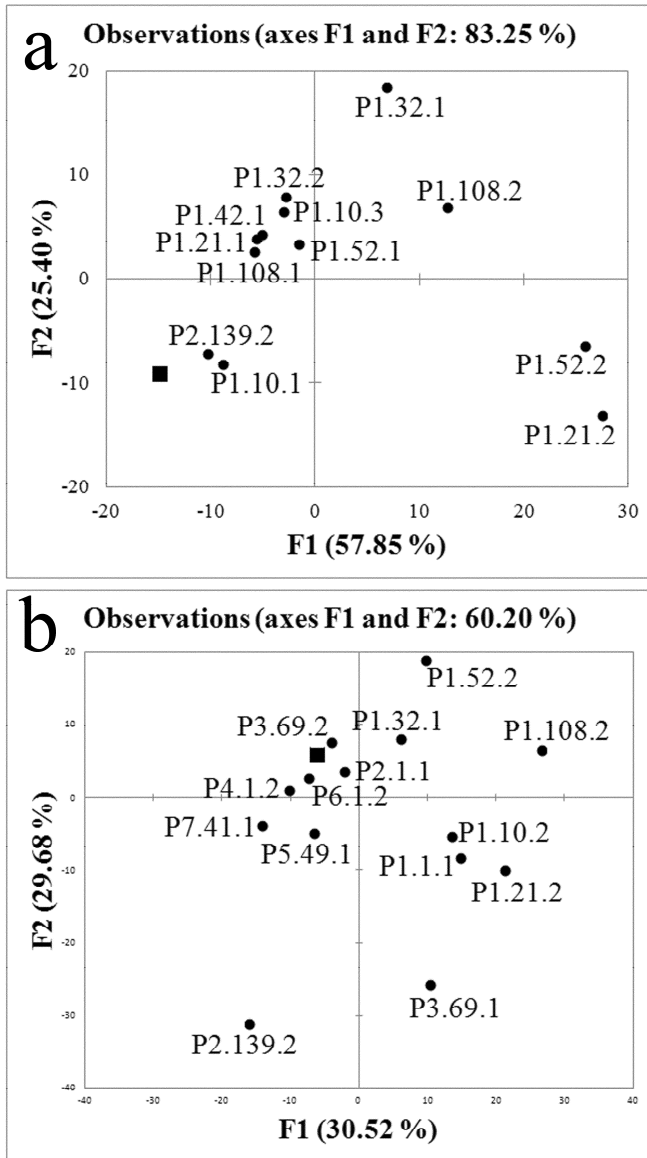 a
Observations (axes F1 and F2: 83.25 %)
20
P1.32.1
10
P1.32.2
P1.108.2
P1.42.1
P1.10.3
P1.21.1
P1.52.1
P1.108.1
0
F2 (25.40 %)
P2.139.2
P1.52.2
-10
P1.10.1
P1.21.2
-20
-20 -10 0 10 20 30
F1 (57.85 %)
b
Observations (axes F1 and F2: 60.20 %)
20
P1.52.2
P3.69.2
P1.32.1
P1.108.2
10
P2.1.1
P4.1.2
P6.1.2
0
P7.41.1
P5.49.1
P1.10.2
P1.1.1
P1.21.2
-10
F2 (29.68 %)
-20
P3.69.1
-30
P2.139.2
-40
-40 -30 -20 -10 0 10 20 30 40
F1 (30.52 %)